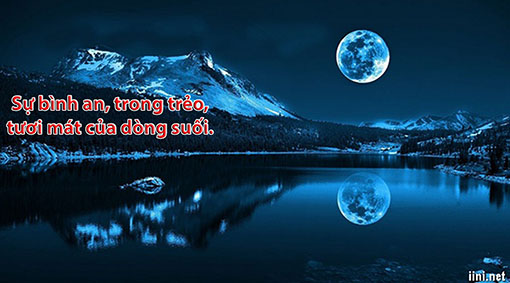 Sự bình an, trong trẻo,
tươi mát của dòng suối.
iini.net